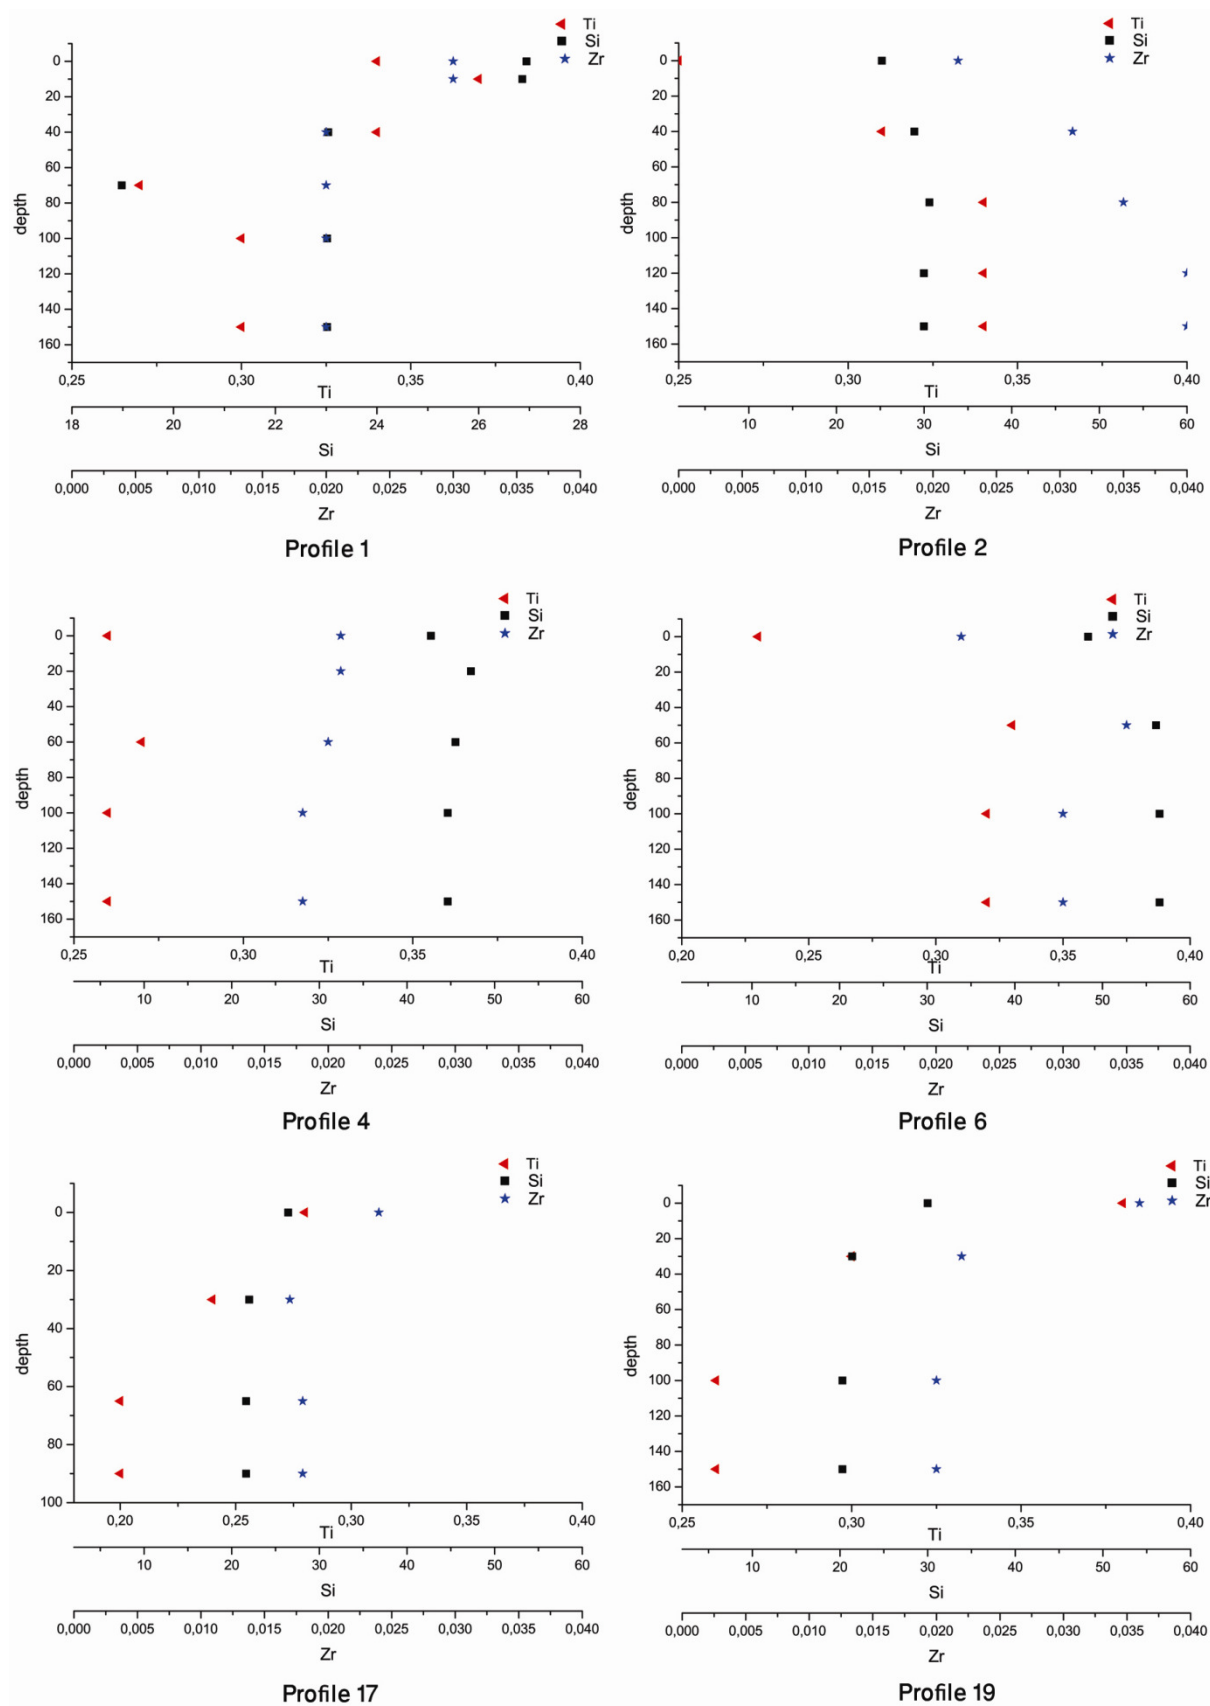 Ti
Si
Zr
0
20
40
60
80
100
120
140
160
depth
0,25 0,30 0,35 0,40
Ti
18 20 22 24 26 28
Si
0,000 0,005 0,010 0,015 0,020 0,025 0,030 0,035 0,040
Zr
Profile 1
Ti
Si
Zr
0
20
40
60
80
100
120
140
160
depth
0,25 0,30 0,35 0,40
Ti
10 20 30 40 50 60
Si
0,000 0,005 0,010 0,015 0,020 0,025 0,030 0,035 0,040
Zr
Profile 2
Ti
Si
Zr
0
20
40
60
80
100
120
140
160
depth
0,25 0,30 0,35 0,40
Ti
10 20 30 40 50 60
Si
0,000 0,005 0,010 0,015 0,020 0,025 0,030 0,035 0,040
Zr
Profile 4
Ti
Si
Zr
0
20
40
60
80
100
120
140
160
depth
0,20 0,25 0,30 0,35 0,40
Ti
10 20 30 40 50 60
Si
0,000 0,005 0,010 0,015 0,020 0,025 0,030 0,035 0,040
Zr
Profile 6
Ti
Si
Zr
0
20
40
60
80
100
depth
0,20 0,25 0,30 0,35 0,40
Ti
10 20 30 40 50 60
Si
0,000 0,005 0,010 0,015 0,020 0,025 0,030 0,035 0,040
Zr
Profile 17
Ti
Si
Zr
0
20
40
60
80
100
120
140
160
depth
0,25 0,30 0,35 0,40
Ti
10 20 30 40 50 60
Si
0,000 0,005 0,010 0,015 0,020 0,025 0,030 0,035 0,040
Zr
Profile 19